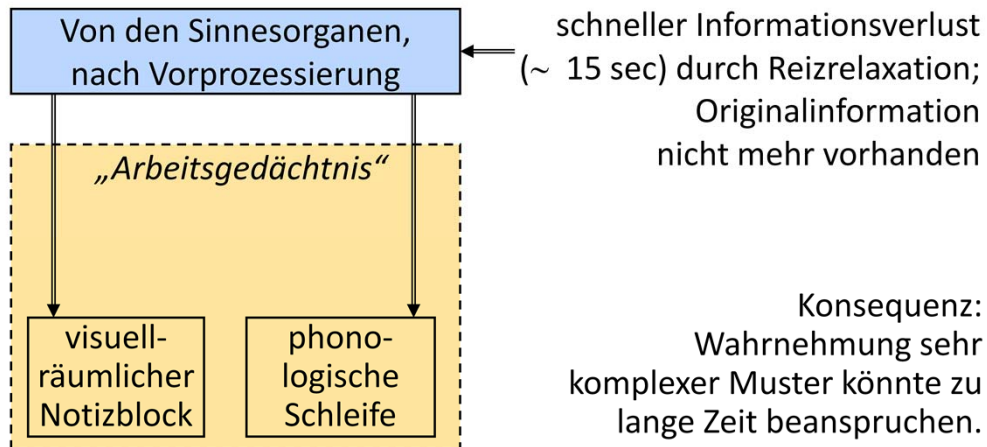 Von den Sinnesorganen,
nach Vorprozessierung
schneller Informationsverlust
(~ 15 sec) durch Reizrelaxation;
Originalinformation
nicht mehr vorhanden
„Arbeitsgedächtnis“
visuell-
räumlicher
Notizblock
phono-
logische
Schleife
Konsequenz:
Wahrnehmung sehr
komplexer Muster könnte zu
lange Zeit beanspruchen.